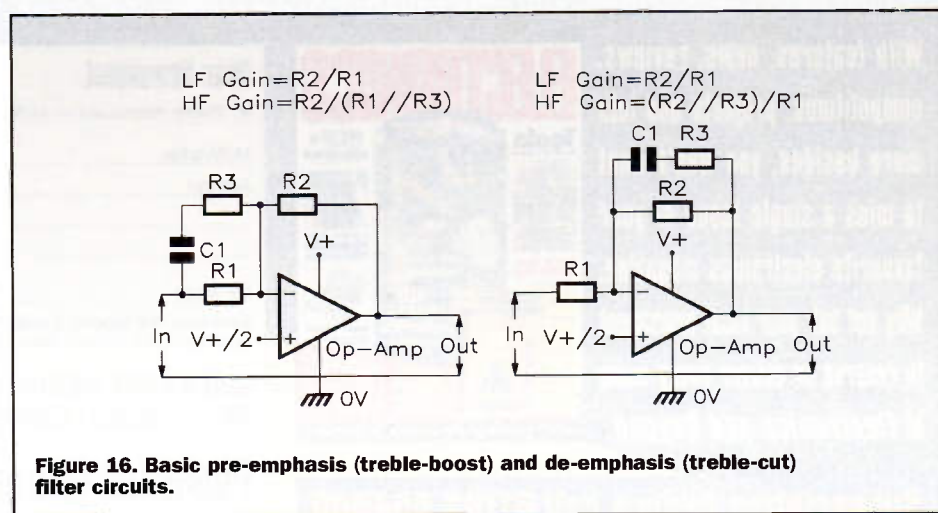 LF Gain=R2/R1
HF Gain=R2/(R1//R3)
R3
R2
C1
R1
V+
In
V+/2
−
+
Op-Amp
Out
0V
LF Gain=R2/R1
HF Gain=(R2//R3)/R1
C1
R3
R2
V+
R1
In
V+/2
−
+
Op-Amp
Out
0V
Figure 16. Basic pre-emphasis (treble-boost) and de-emphasis (treble-cut)
filter circuits.